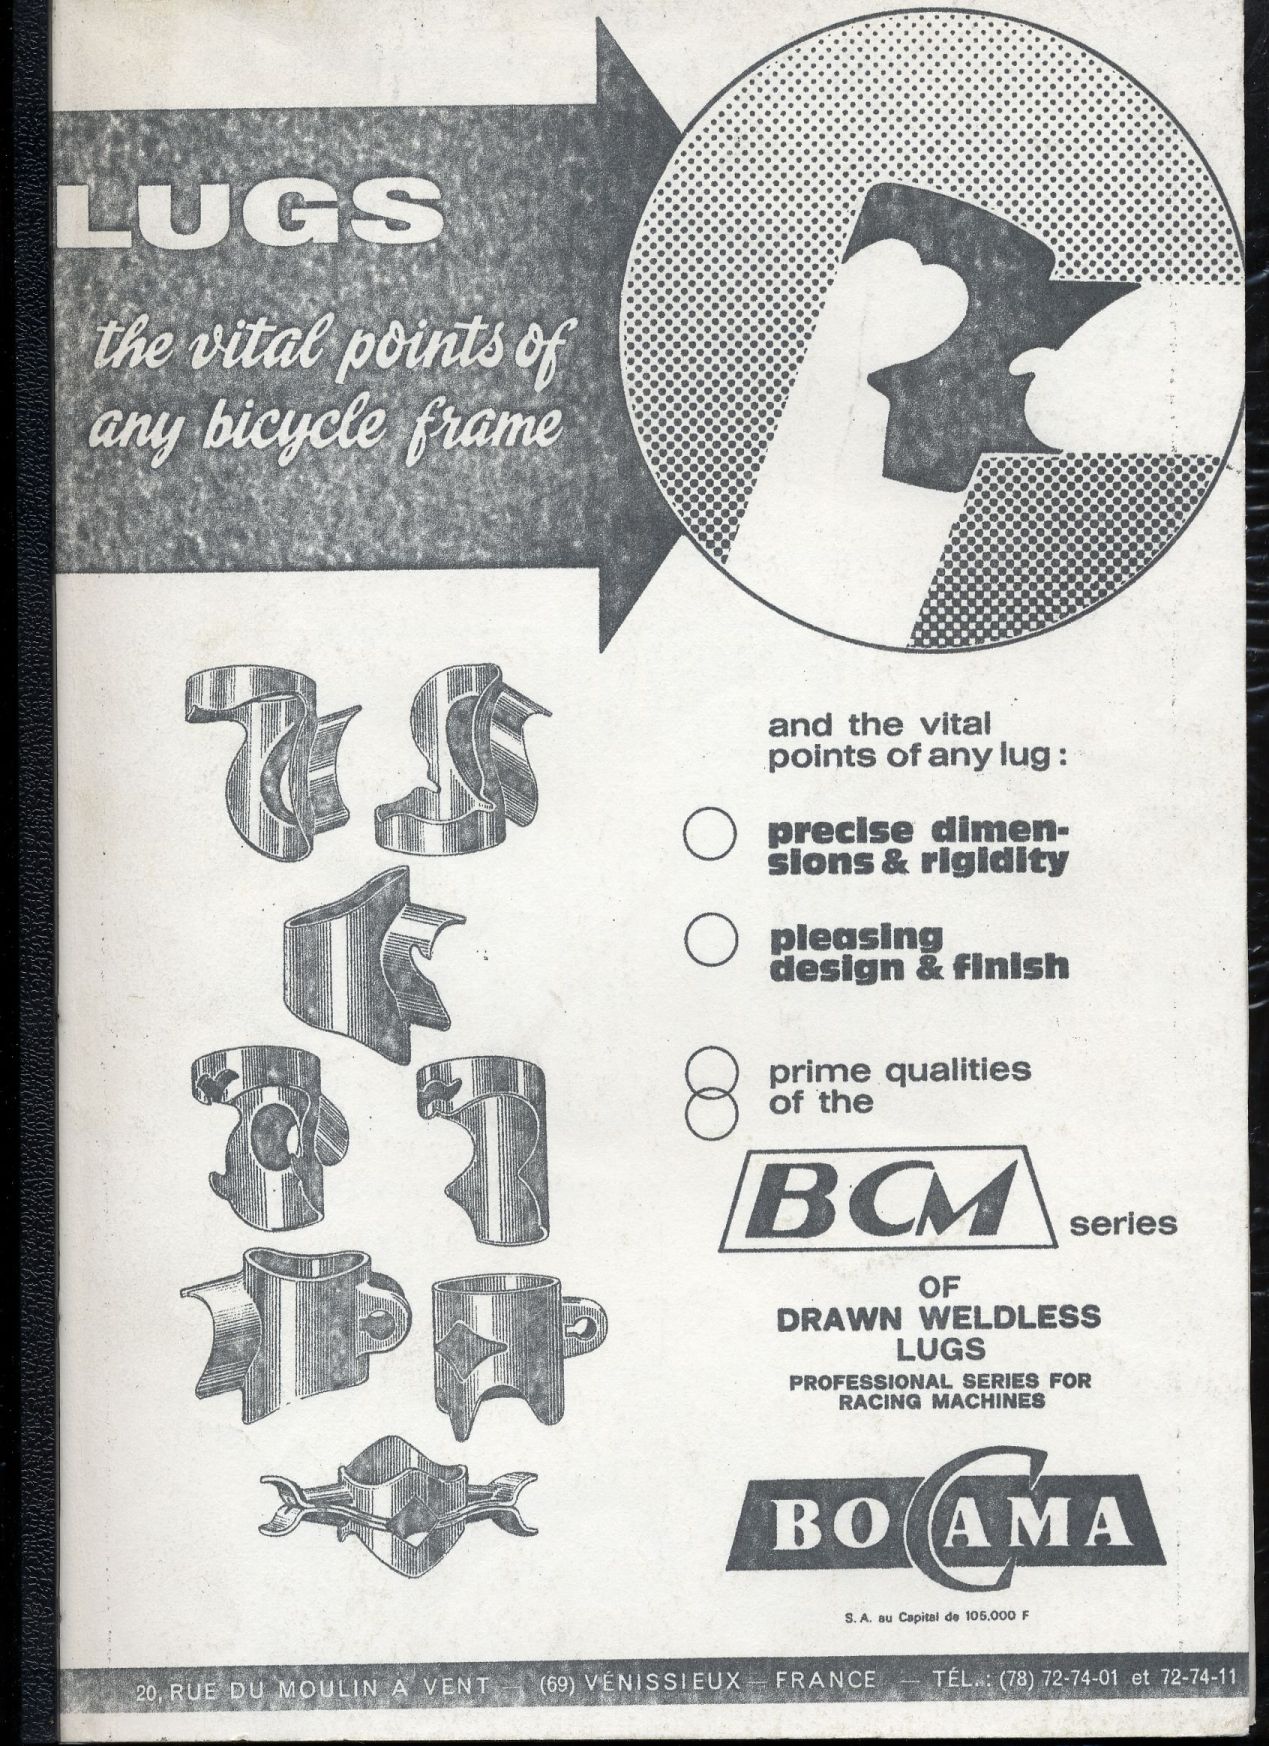 LUGS
the vital points of
any bicycle frame
and the vital
points of any lug :
precise dimen-
sions & rigidity
pleasing
design & finish
prime qualities
of the
BCM series
OF
DRAWN WELDLESS
LUGS
PROFESSIONAL SERIES FOR
RACING MACHINES
BOCAMA
S. A. au Capital de 105.000 F
20, RUE DU MOULIN A VENT (69) VÉNISSIEUX — FRANCE — TÉL. : (78) 72-74-01 et 72-74-11